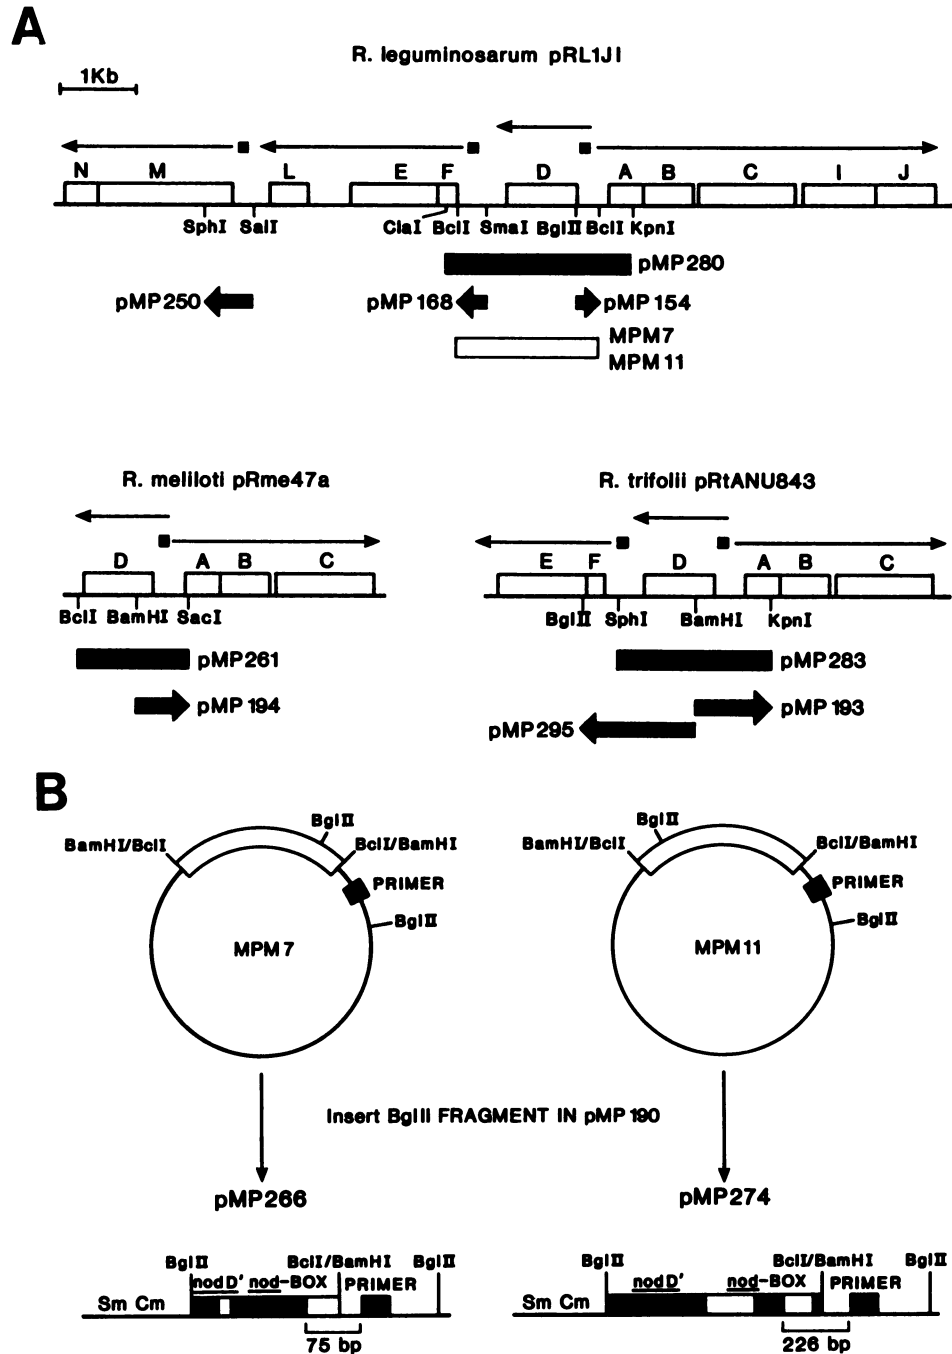 A
R. leguminosarum pRL1JI
1Kb
N M L E F D A B C I J
SphI SalI ClaI BclI SmaI BglII BclI KpnI
pMP280
pMP250 pMP168 pMP154
MPM7
MPM11
R. meliloti pRme47a
R. trifolii pRtANU843
D A B C
E F D A B C
BclI BamHI SacI
BglII SphI BamHI KpnI
pMP261
pMP283
pMP194
pMP193
pMP295
B
BglII
BamHI/BclI BclI/BamHI
PRIMER
BglII
MPM7
BglII
BamHI/BclI BclI/BamHI
PRIMER
BglII
MPM11
Insert BglII FRAGMENT IN pMP190
pMP266
pMP274
BglII BclI/BamHI BglII
nodD' nod-BOX PRIMER
Sm Cm
75 bp
BglII BclI/BamHI BglII
nodD' nod-BOX PRIMER
Sm Cm
226 bp